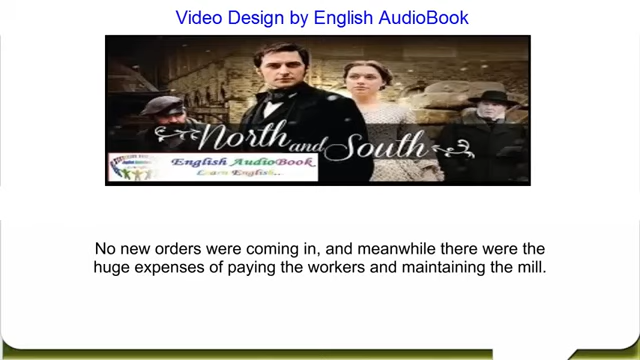 Video Design by English AudioBook
North and South
English AudioBook
Learn English...
No new orders were coming in, and meanwhile there were the
huge expenses of paying the workers and maintaining the mill.